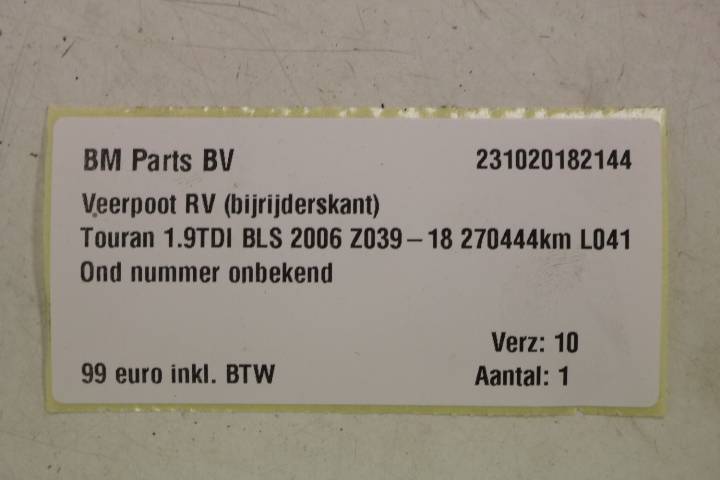 BM Parts BV 231020182144
Veerpoot RV (bijrijderskant)
Touran 1.9TDI BLS 2006 Z039-18 270444km L041
Ond nummer onbekend
Verz: 10
99 euro inkl. BTW Aantal: 1